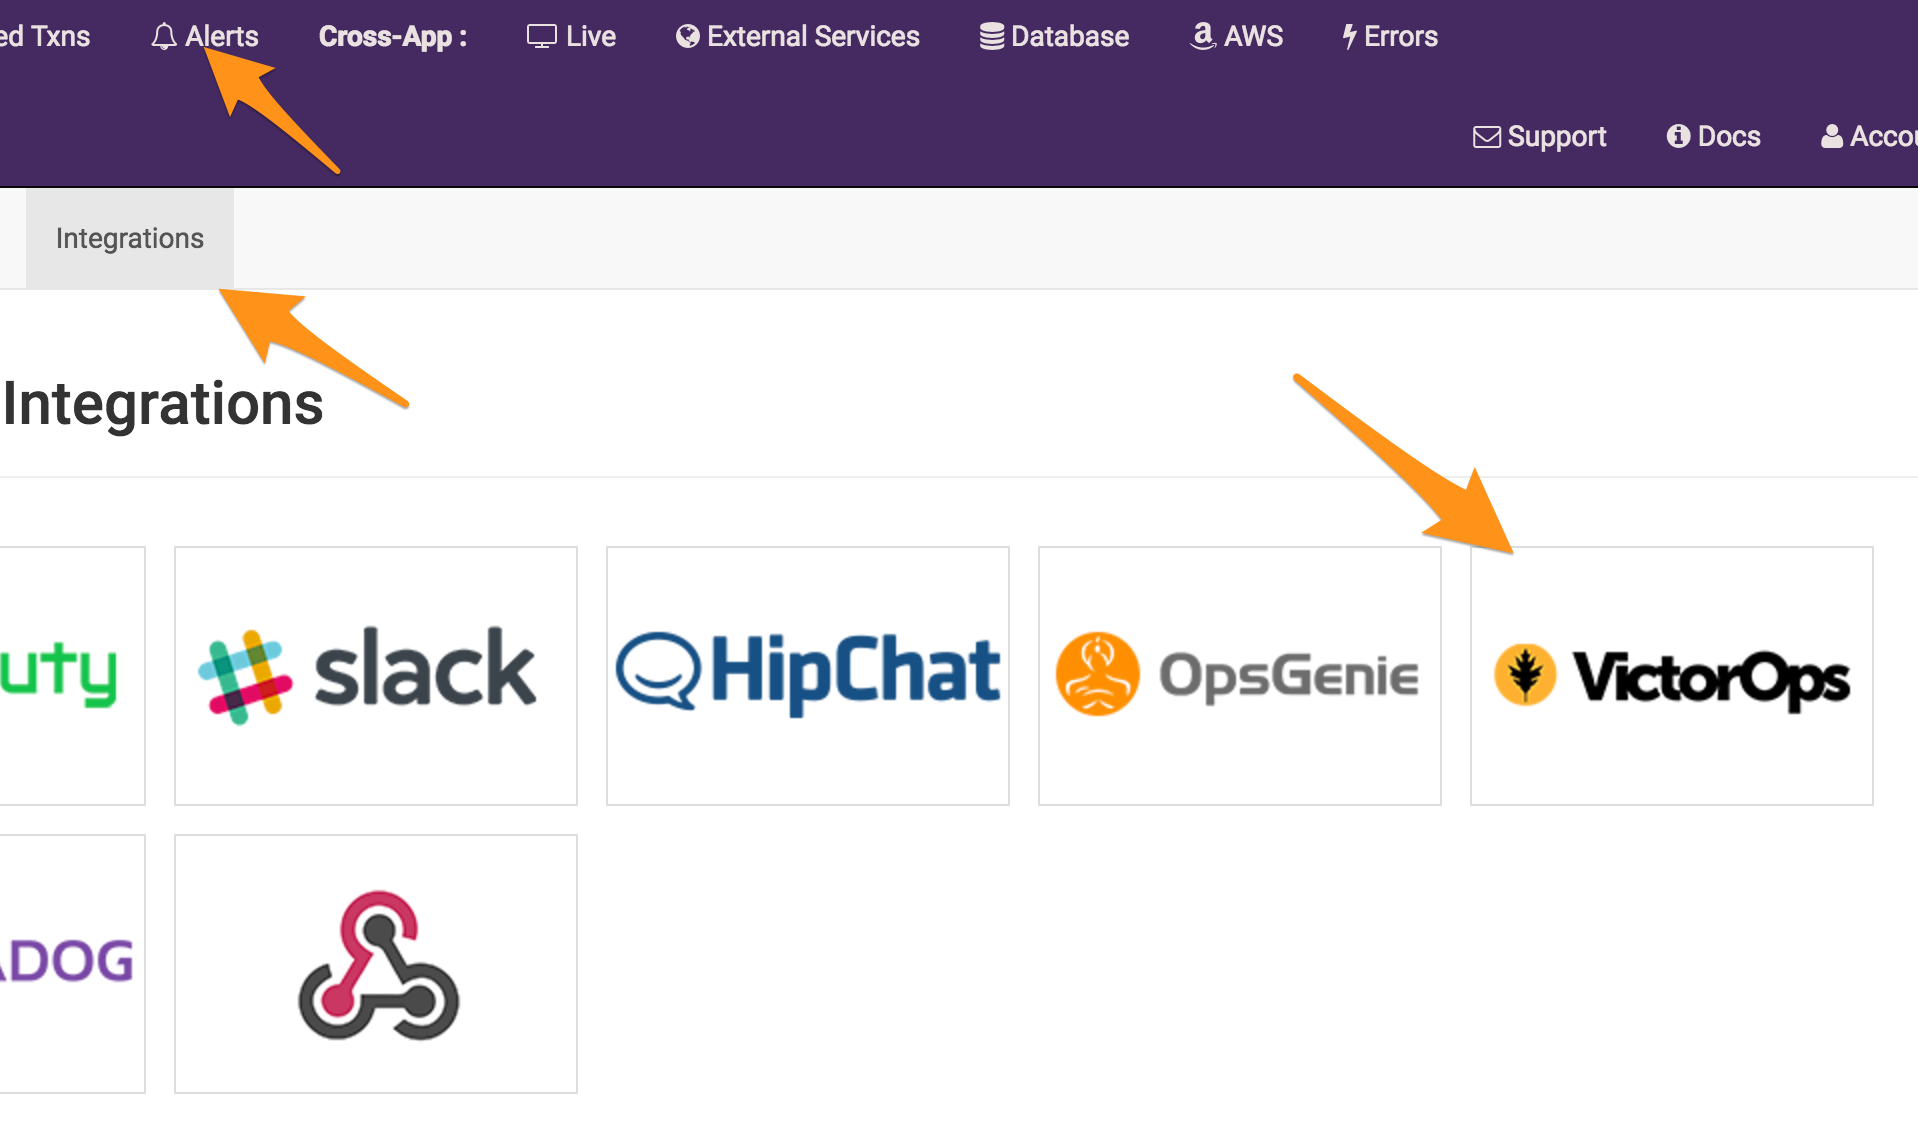 ed Txns Alerts Cross-App : Live External Services Database AWS Errors
Support Docs Accou
Integrations
Integrations
uty slack HipChat OpsGenie VictorOps
ADOG